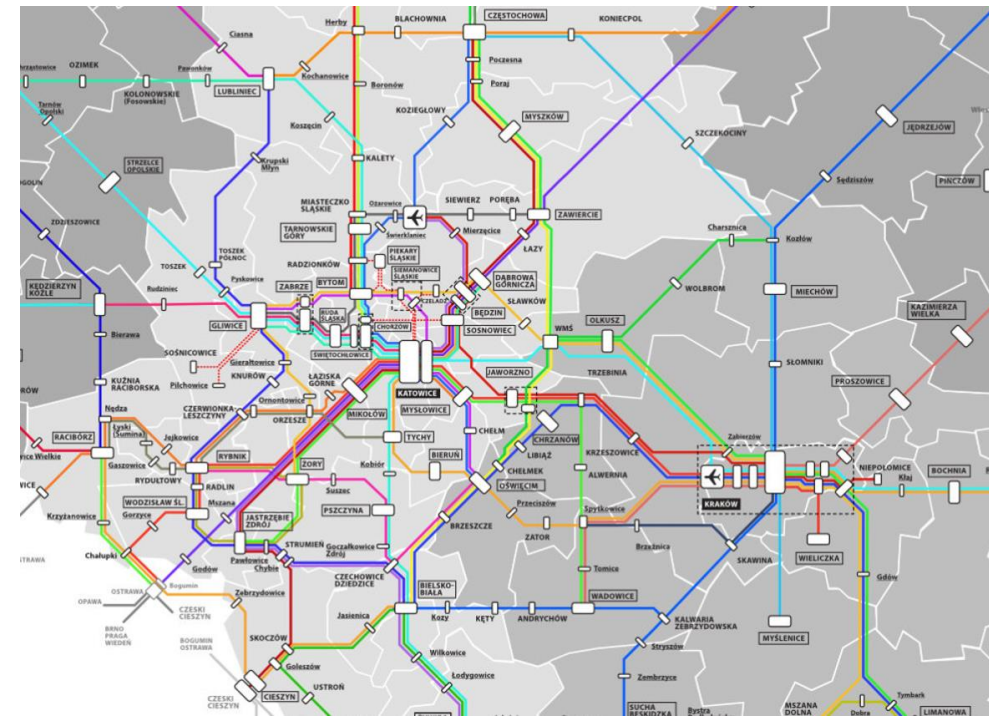 Herby
BLACHOWNIA
CZĘSTOCHOWA
KONIECPOL
Ciasna
OZIMEK
Pawonków
Kochanowice
Poczesna
Poraj
KOLONOWSKIE
(Fosowskie)
LUBLINIEC
Boronów
KOZIEGŁOWY
MYSZKÓW
Tarnów
Opolski
Koszęcin
JĘDRZEJÓW
SZCZEKOCINY
STRZELCE
OPOLSKIE
Krupski
Młyn
KALETY
Sędziszów
PIŃCZÓW
MIASTECZKO
ŚLĄSKIE
Ożarowice
SIEWIERZ
PORĘBA
ZAWIERCIE
ZDZIESZOWICE
TARNOWSKIE
GÓRY
Świerklaniec
Mierzęcice
Charsznica
Kozłów
TOSZEK
PÓŁNOC
RADZIONKÓW
PIEKARY
ŚLĄSKIE
ŁAZY
TOSZEK
Pyskowice
SIEMIANOWICE
ŚLĄSKIE
DĄBROWA
GÓRNICZA
KĘDZIERZYN
KOŹLE
Rudziniec
ZABRZE
BYTOM
CZELADŹ
SŁAWKÓW
WOLBROM
MIECHÓW
KAZIMIERZA
WIELKA
RUDA
ŚLĄSKA
BĘDZIN
GLIWICE
CHORZÓW
SOSNOWIEC
WMŚ
OLKUSZ
Bierawa
SOŚNICOWICE
Gierałtowice
ŚWIĘTOCHŁOWICE
SŁOMNIKI
Pilchowice
KNURÓW
ŁAZISKA
GÓRNE
JAWORZNO
TRZEBINIA
PROSZOWICE
KUŹNIA
RACIBORSKA
Ornontowice
KATOWICE
MIKOŁÓW
MYSŁOWICE
Nędza
CZERWIONKA
LESZCZYNY
ORZESZE
CHEŁM
CHRZANÓW
Zabierzów
Łyski
(Sumina)
Jejkowice
TYCHY
LIBIĄŻ
KRZESZOWICE
RACIBÓRZ
Gaszowice
RYBNIK
BIERUŃ
CHEŁMEK
ALWERNIA
NIEPOŁOMICE
Kłaj
BOCHNIA
RYDUŁTOWY
ŻORY
Kobiór
OŚWIĘCIM
KRAKÓW
RADLIN
Suszec
Przeciszów
WODZISŁAW ŚL.
Mszana
PSZCZYNA
Spytkowice
Gorzyce
JASTRZĘBIE
ZDRÓJ
BRZESZCZE
ZATOR
WIELICZKA
Krzyżanowice
STRUMIEŃ
Goczałkowice
Zdrój
Brzeźnica
SKAWINA
Chałupki
Godów
Pawłowice
Chybie
CZECHOWICE
DZIEDZICE
Tomice
Gdów
OSTRAWA
Bogumin
Zebrzydowice
BIELSKO-
BIAŁA
WADOWICE
OPAWA
CZESKI
CIESZYN
Jasienica
Kozy
KĘTY
ANDRYCHÓW
KALWARIA
ZEBRZYDOWSKA
MYŚLENICE
BRNO
PRAGA
WIEDEŃ
BOGUMIN
OSTRAWA
SKOCZÓW
Wilkowice
Stryszów
Goleszów
Łodygowice
Zembrzyce
CIESZYN
USTROŃ
CZESKI
CIESZYN
SUCHA
BESKIDZKA
Bystra
MSZANA
DOLNA
Dobra
Tymbark
LIMANOWA